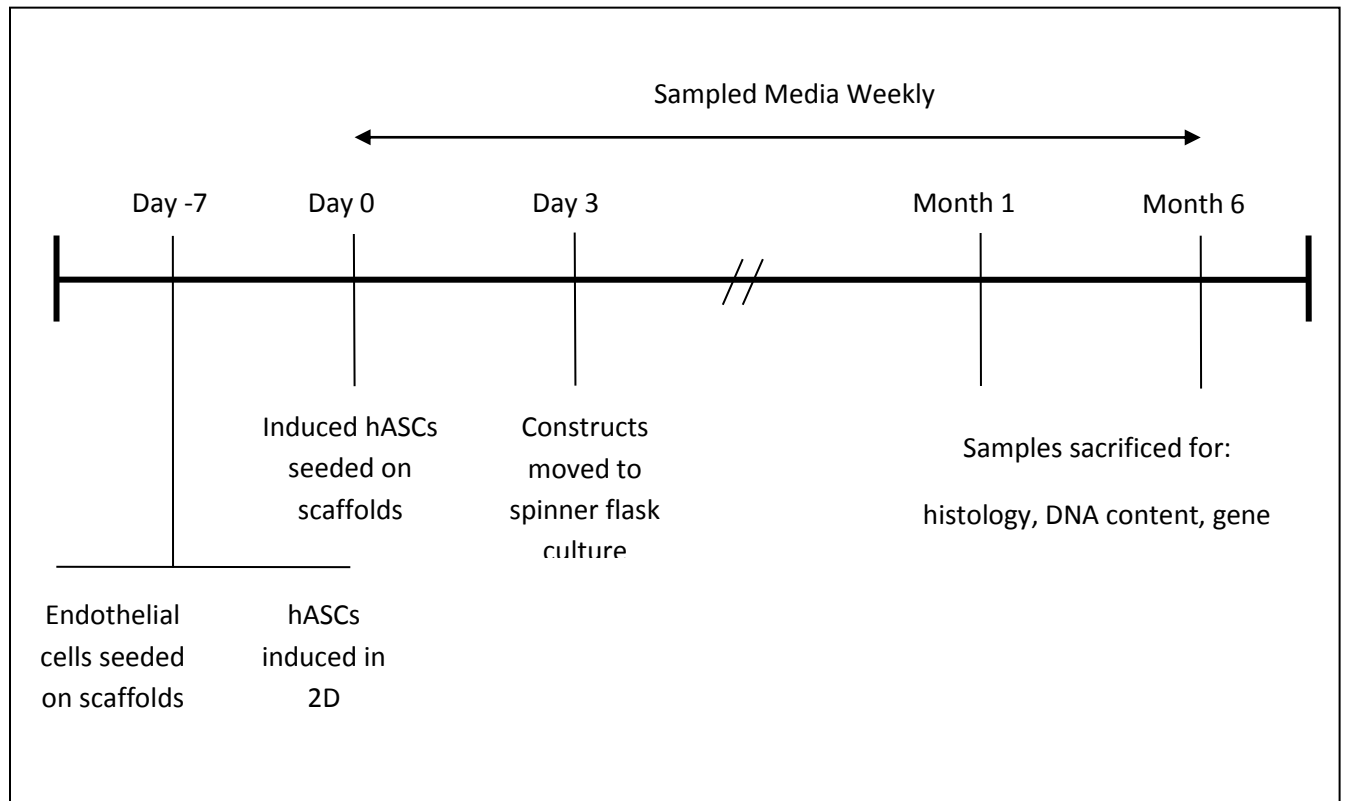 Sampled Media Weekly
Day -7
Day 0
Day 3
Month 1
Month 6
Induced hASCs
seeded on
scaffolds
Constructs
moved to
spinner flask
culture
Samples sacrificed for:
histology, DNA content, gene
Endothelial
cells seeded
on scaffolds
hASCs
induced in
2D